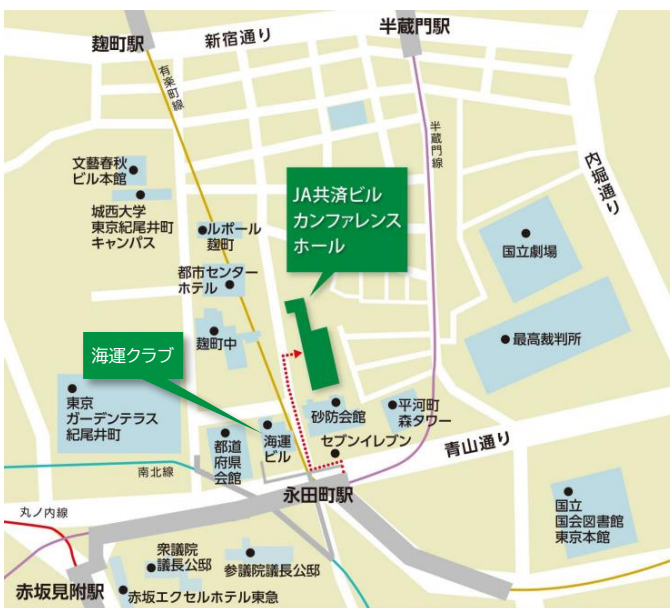 麹町駅
新宿通り
半蔵門駅
有楽町線
半蔵門線
内堀通り
文藝春秋
ビル本館
城西大学
東京紀尾井町
キャンパス
JA共済ビル
カンファレンス
ホール
ルポール
麹町
国立劇場
都市センター
ホテル
麹町中
最高裁判所
海運クラブ
東京
ガーデンテラス
紀尾井町
砂防会館
平河町
森タワー
都道
府県
会館
海運
ビル
セブンイレブン
青山通り
南北線
永田町駅
丸ノ内線
国立
国会図書館
東京本館
衆議院
議長公邸
参議院議長公邸
赤坂見附駅
赤坂エクセルホテル東急